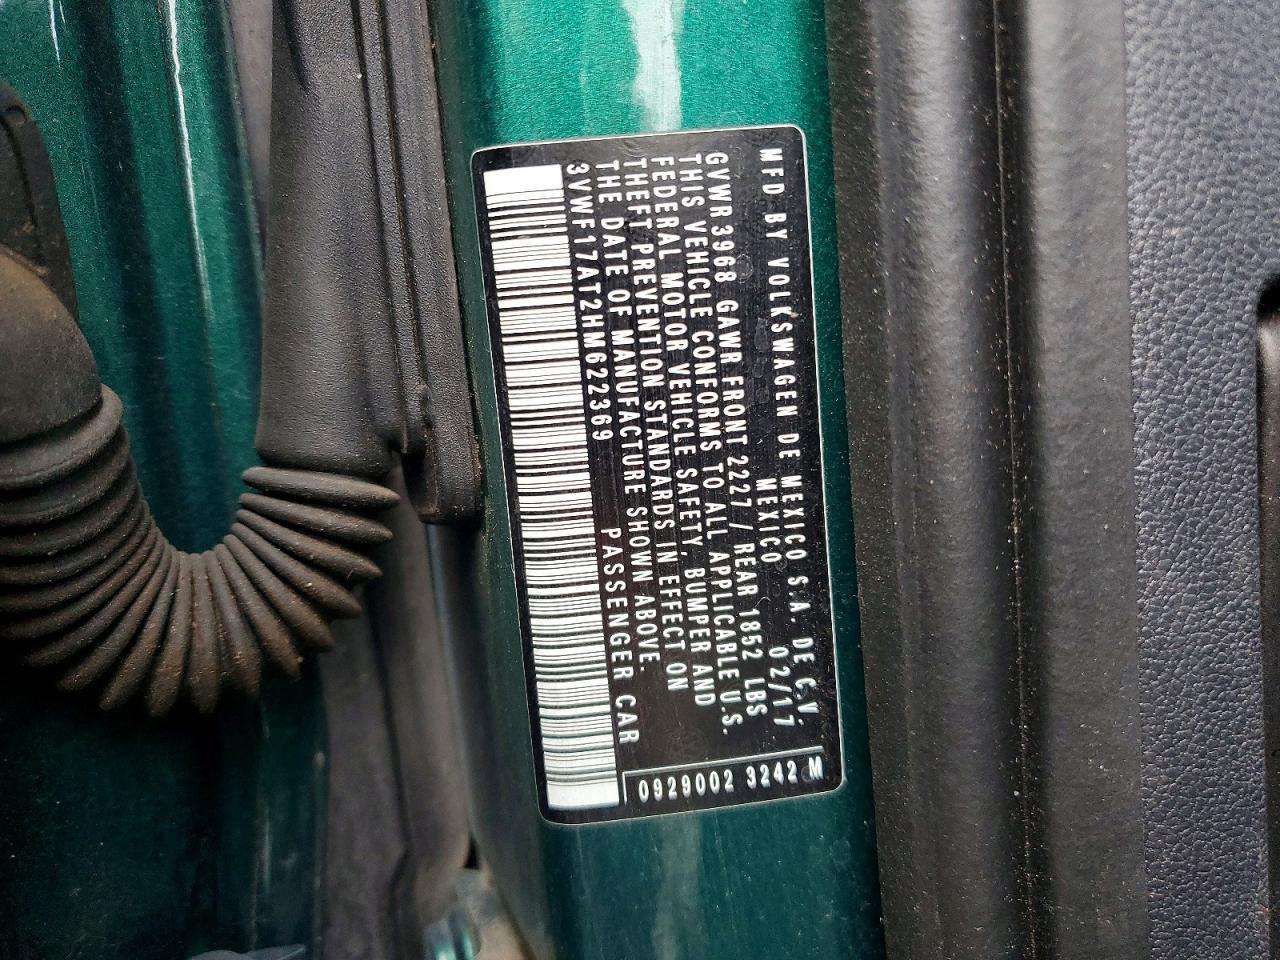 MFD BY VOLKSWAGEN DE MEXICO S.A. DE C.V.
MEXICO 02/17
GVWR3968 GAWR FRONT 2227 / REAR 1852 LBS
THIS VEHICLE CONFORMS TO ALL APPLICABLE U.S.
FEDERAL MOTOR VEHICLE SAFETY, BUMPER AND
THEFT PREVENTION STANDARDS IN EFFECT ON
THE DATE OF MANUFACTURE SHOWN ABOVE.
3VWF17AT2HM622369 PASSENGER CAR
0929002 3242 M